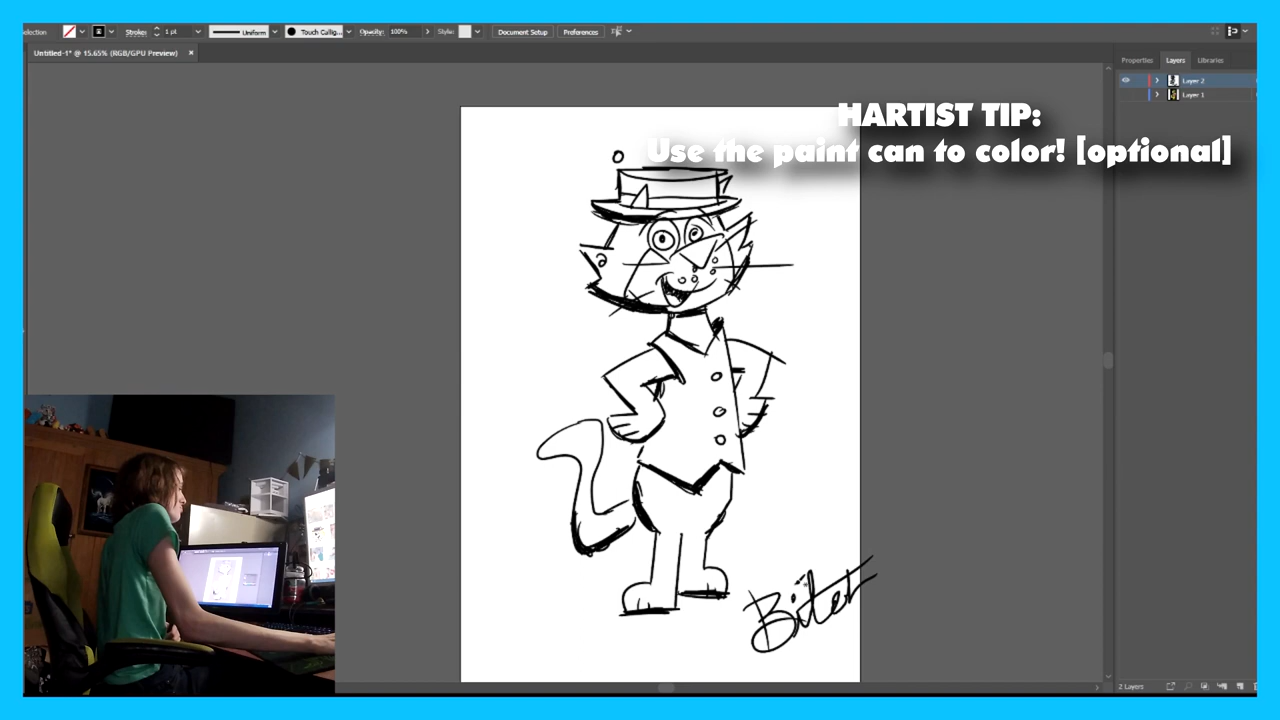 Stroke: 1 pt Uniform Touch Callig... Opacity: 100% Style: Document Setup Preferences
Untitled-1* @ 15.65% (RGB/GPU Preview) ×
Properties Layers Libraries
Layer 2
Layer 1
HARTIST TIP:
Use the paint can to color! [optional]
2 Layers